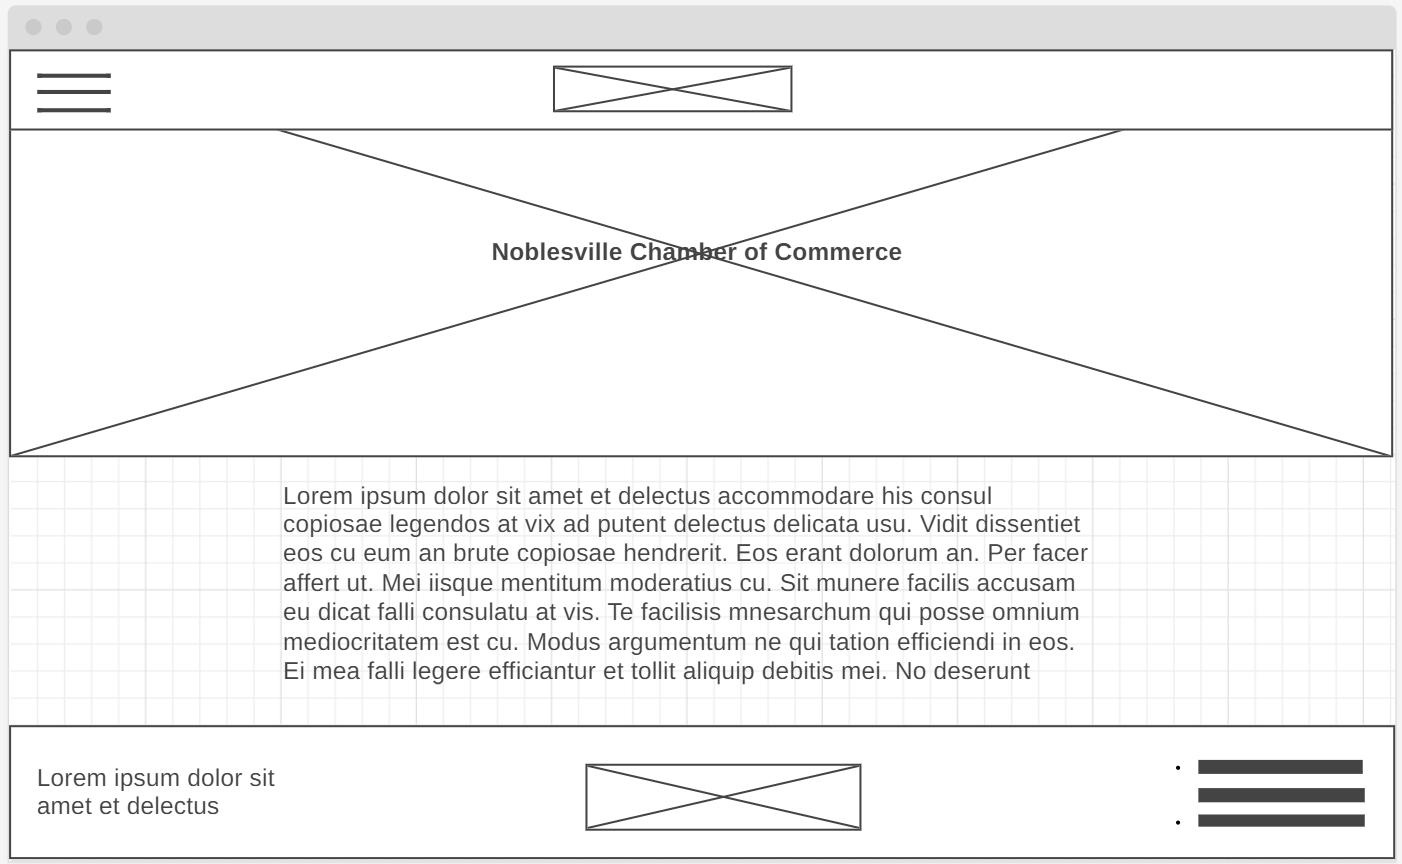 Noblesville Chamber of Commerce
Lorem ipsum dolor sit amet et delectus accommodare his consul
copiosae legendos at vix ad putent delectus delicata usu. Vidit dissentiet
eos cu eum an brute copiosae hendrerit. Eos erant dolorum an. Per facer
affert ut. Mei iisque mentitum moderatius cu. Sit munere facilis accusam
eu dicat falli consulatu at vis. Te facilisis mnesarchum qui posse omnium
mediocritatem est cu. Modus argumentum ne qui tation efficiendi in eos.
Ei mea falli legere efficiantur et tollit aliquip debitis mei. No deserunt
Lorem ipsum dolor sit
amet et delectus